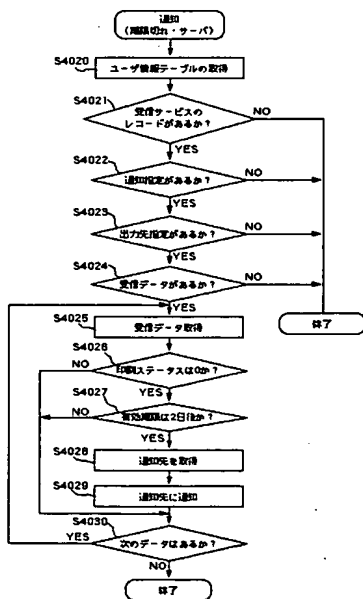 通知
(期限切れ・サーバ)
S4020
ユーザ情報テーブルの取得
S4021
受信サービスの
レコードがあるか?
NO
YES
S4022
通知指定があるか?
NO
YES
S4023
出力先指定があるか?
NO
YES
S4024
受信データがあるか?
NO
YES
終了
S4025
受信データ取得
S4026
NO
印刷ステータスは0か?
YES
S4027
NO
有効期限は2日後か?
YES
S4028
通知先を取得
S4029
通知先に通知
S4030
YES
次のデータはあるか?
NO
終了